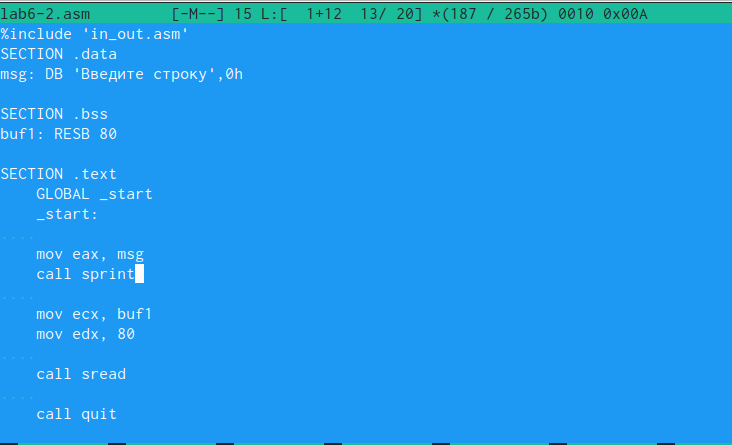 lab6-2.asm [-M--] 15 L:[ 1+12 13/ 20] *(187 / 265b) 0010 0x00A
%include 'in_out.asm'
SECTION .data
msg: DB 'Введите строку',0h
SECTION .bss
buf1: RESB 80
SECTION .text
GLOBAL _start
_start:
....
mov eax, msg
call sprint
....
mov ecx, buf1
mov edx, 80
....
call sread
....
call quit